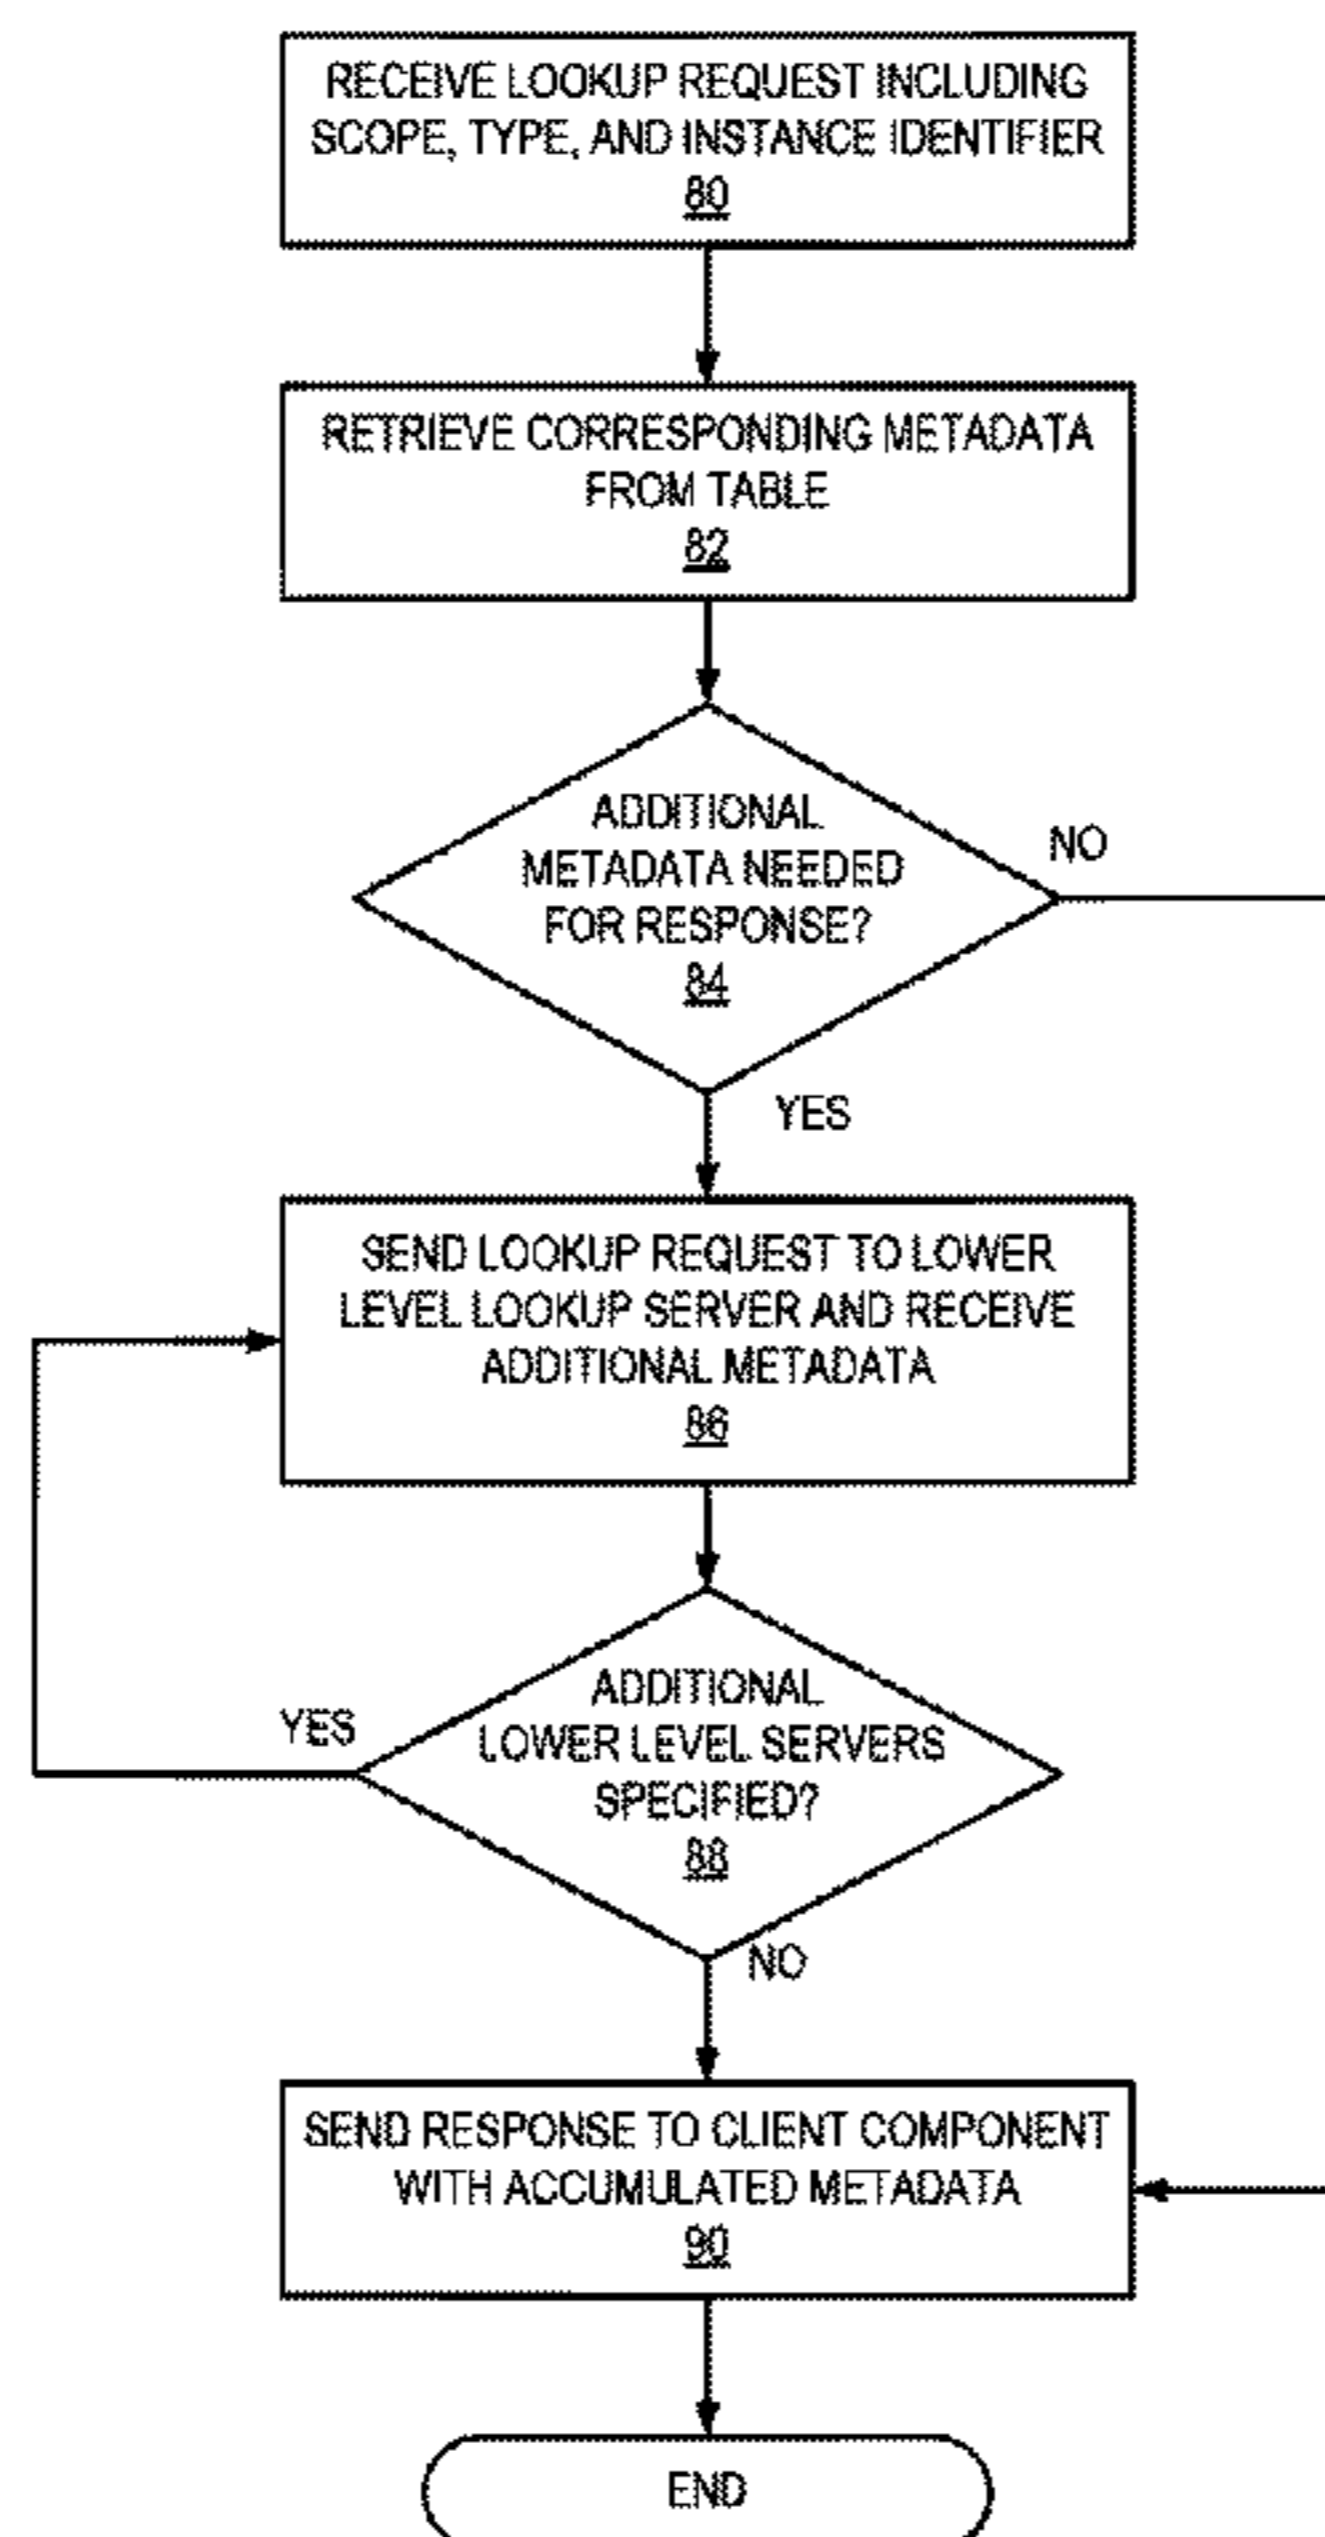 RECEIVE LOOKUP REQUEST INCLUDING
SCOPE, TYPE, AND INSTANCE IDENTIFIER
80
RETRIEVE CORRESPONDING METADATA
FROM TABLE
82
ADDITIONAL
METADATA NEEDED
FOR RESPONSE?
84
NO
YES
SEND LOOKUP REQUEST TO LOWER
LEVEL LOOKUP SERVER AND RECEIVE
ADDITIONAL METADATA
86
ADDITIONAL
LOWER LEVEL SERVERS
SPECIFIED?
88
YES
NO
SEND RESPONSE TO CLIENT COMPONENT
WITH ACCUMULATED METADATA
90
END